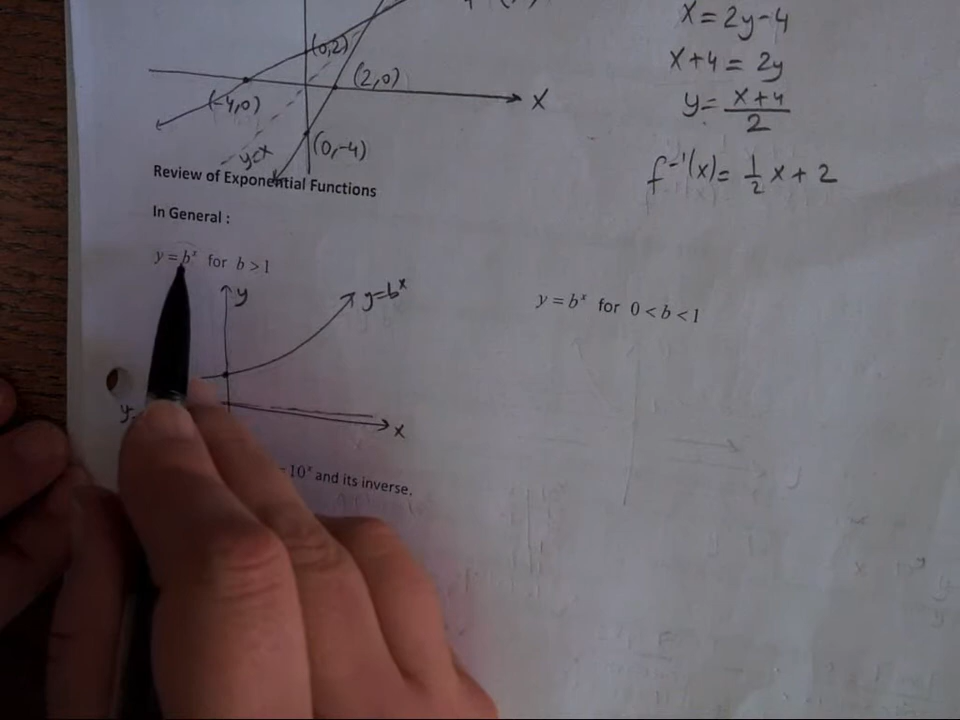 (0,2)
(2,0)
X
(-4,0)
y=x
(0,-4)
X = 2y-4
X+4 = 2y
y = X+4
2
f⁻¹(x) = 1/2 X + 2
Review of Exponential Functions
In General :
y = bˣ for b > 1
y
y=bˣ
X
y = bˣ for 0 < b < 1
10ˣ and its inverse.